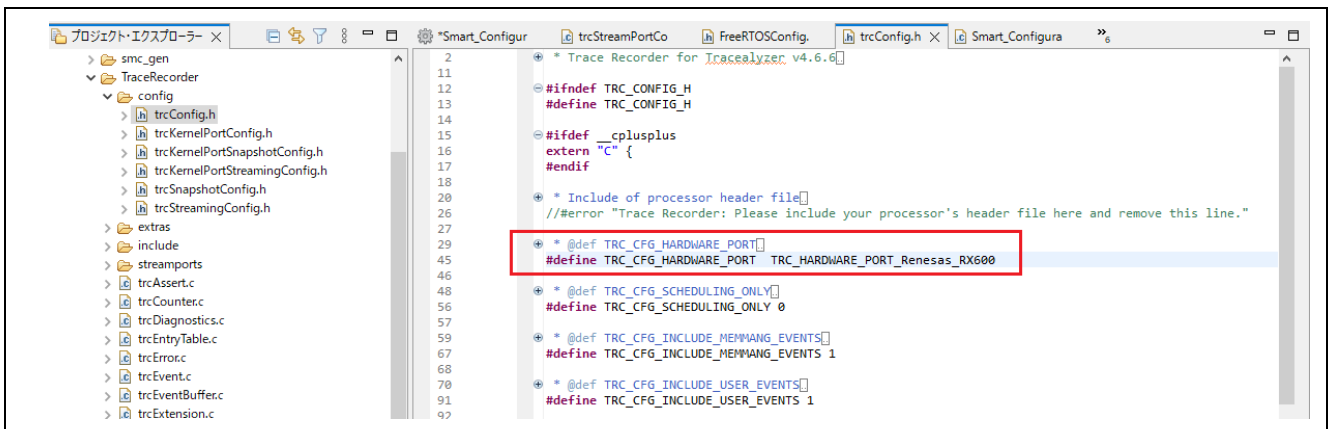 プロジェクト・エクスプローラー
smc_gen
TraceRecorder
config
trcConfig.h
trcKernelPortConfig.h
trcKernelPortSnapshotConfig.h
trcKernelPortStreamingConfig.h
trcSnapshotConfig.h
trcStreamingConfig.h
extras
include
streamports
trcAssert.c
trcCounter.c
trcDiagnostics.c
trcEntryTable.c
trcError.c
trcEvent.c
trcEventBuffer.c
trcExtension.c
*Smart_Configur trcStreamPortCo FreeRTOSConfig. trcConfig.h Smart_Configura »6
2 * Trace Recorder for Tracealyzer v4.6.6
11
12 #ifndef TRC_CONFIG_H
13 #define TRC_CONFIG_H
14
15 #ifdef __cplusplus
16 extern "C" {
17 #endif
18
20 * Include of processor header file
26 //#error "Trace Recorder: Please include your processor's header file here and remove this line."
27
29 * @def TRC_CFG_HARDWARE_PORT
45 #define TRC_CFG_HARDWARE_PORT TRC_HARDWARE_PORT_Renesas_RX600
46
48 * @def TRC_CFG_SCHEDULING_ONLY
56 #define TRC_CFG_SCHEDULING_ONLY 0
57
59 * @def TRC_CFG_INCLUDE_MEMMANG_EVENTS
67 #define TRC_CFG_INCLUDE_MEMMANG_EVENTS 1
68
70 * @def TRC_CFG_INCLUDE_USER_EVENTS
91 #define TRC_CFG_INCLUDE_USER_EVENTS 1
92